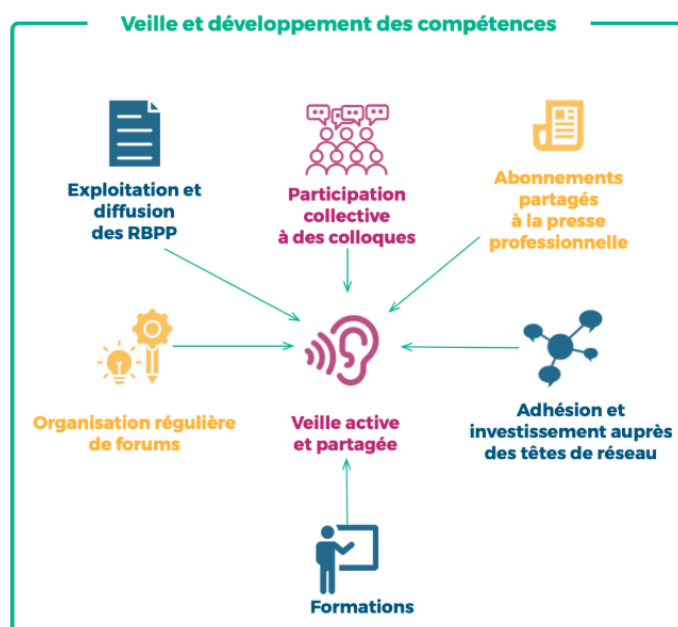 Veille et développement des compétences
Exploitation et
diffusion
des RBPP
Participation
collective
à des colloques
Abonnements
partagés
à la presse
professionnelle
Organisation régulière
de forums
Veille active
et partagée
Adhésion et
investissement auprès
des têtes de réseau
Formations